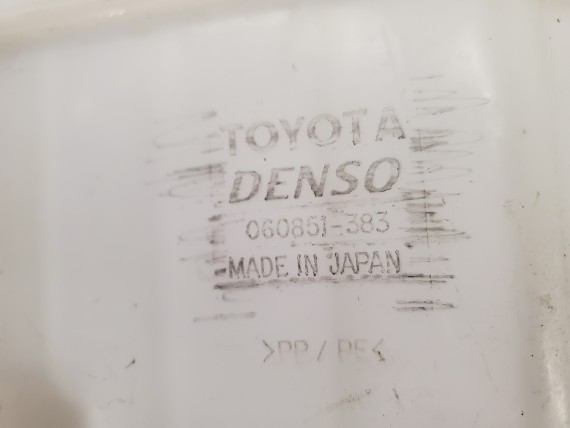 TOYOTA
DENSO
060851-383
MADE IN JAPAN
>PP/PE<